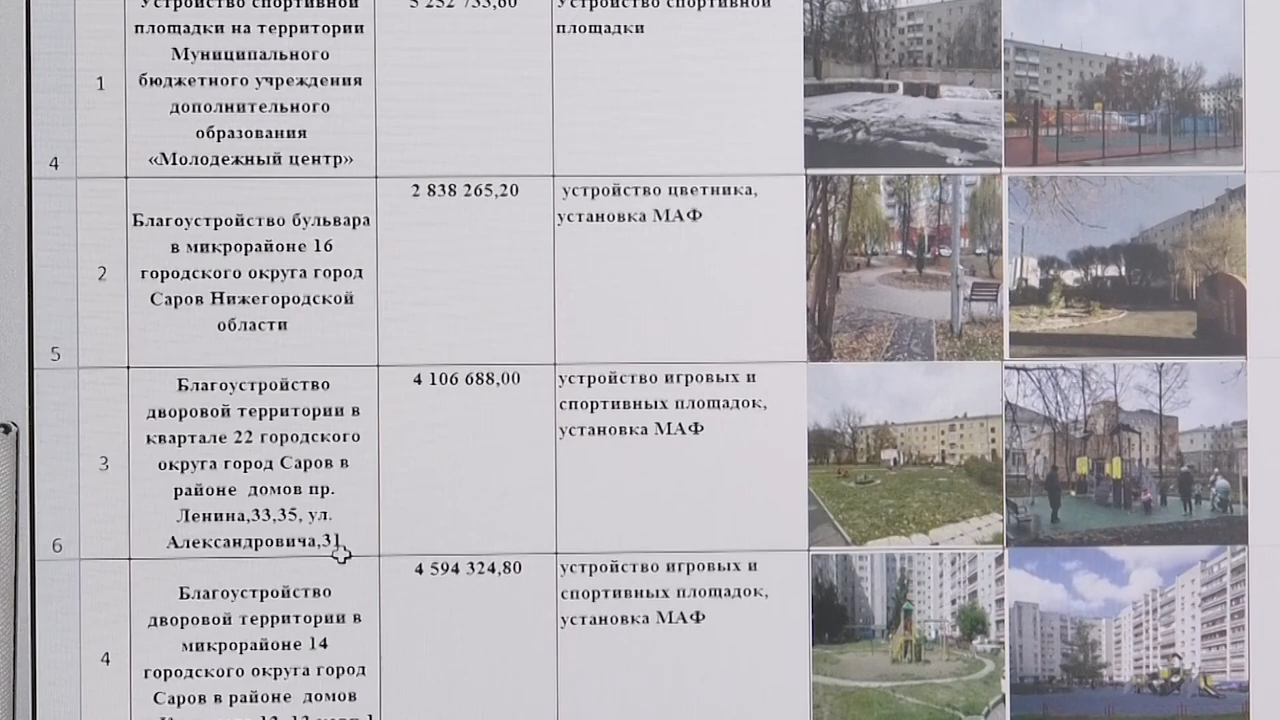 Устройство спортивной
площадки на территории
Муниципального
бюджетного учреждения
дополнительного
образования
«Молодежный центр»
Устройство спортивной
площадки
1
4
Благоустройство бульвара
в микрорайоне 16
городского округа город
Саров Нижегородской
области
2 838 265,20
устройство цветника,
установка МАФ
2
5
Благоустройство
дворовой территории в
квартале 22 городского
округа город Саров в
районе домов пр.
Ленина,33,35, ул.
Александровича,31
4 106 688,00
устройство игровых и
спортивных площадок,
установка МАФ
3
6
Благоустройство
дворовой территории в
микрорайоне 14
городского округа город
Саров в районе домов
4 594 324,80
устройство игровых и
спортивных площадок,
установка МАФ
4